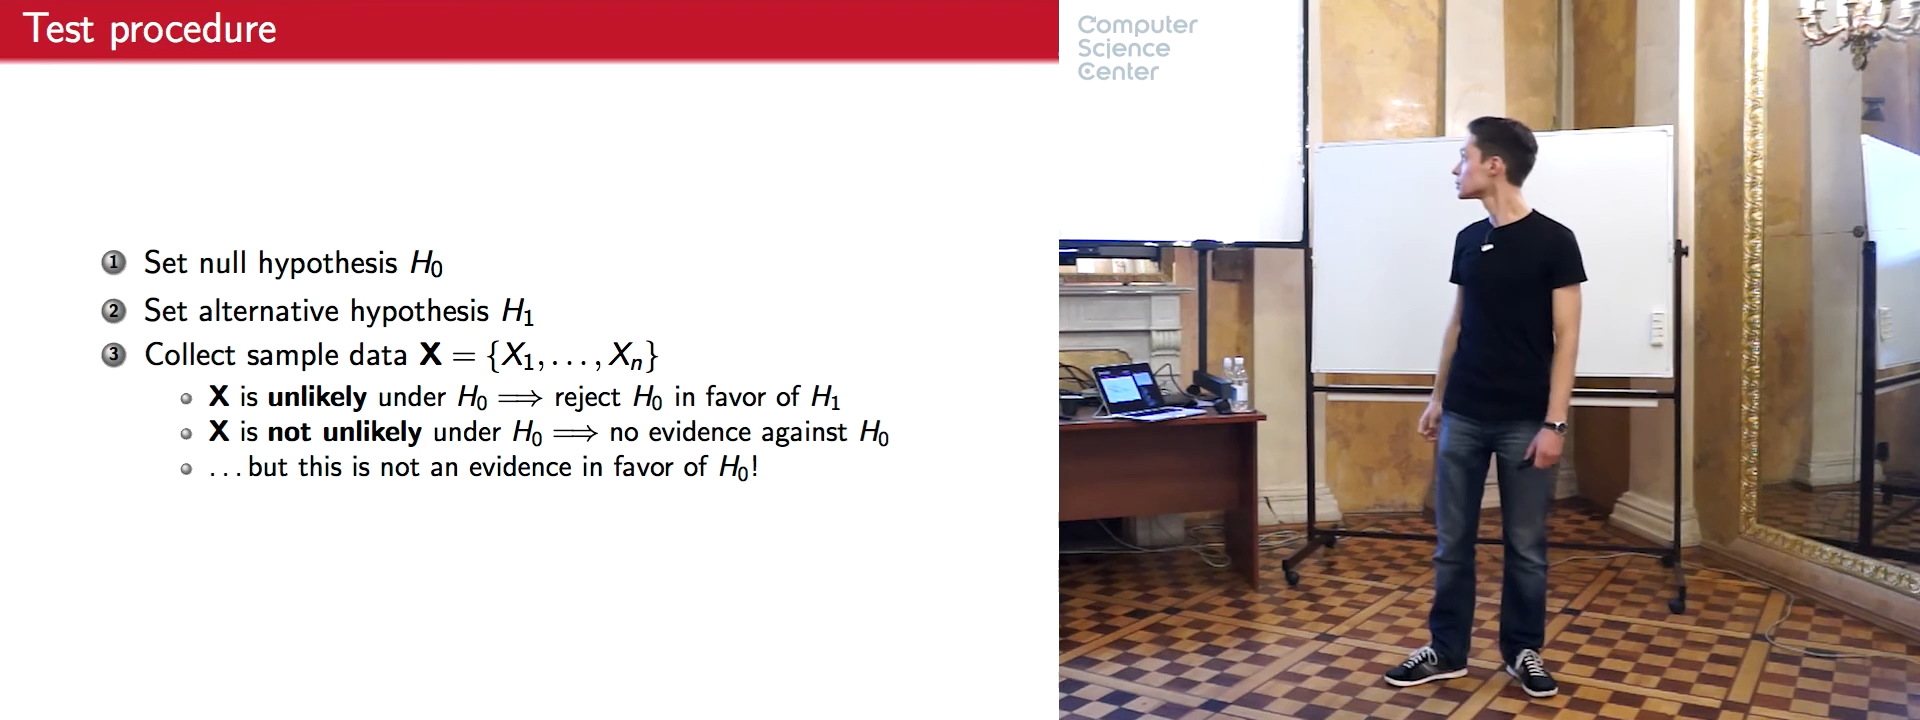 Test procedure
1 Set null hypothesis H₀
2 Set alternative hypothesis H₁
3 Collect sample data X = {X₁, . . . , Xₙ}
X is unlikely under H₀ ⟹ reject H₀ in favor of H₁
X is not unlikely under H₀ ⟹ no evidence against H₀
. . . but this is not an evidence in favor of H₀!
Computer
Science
Center